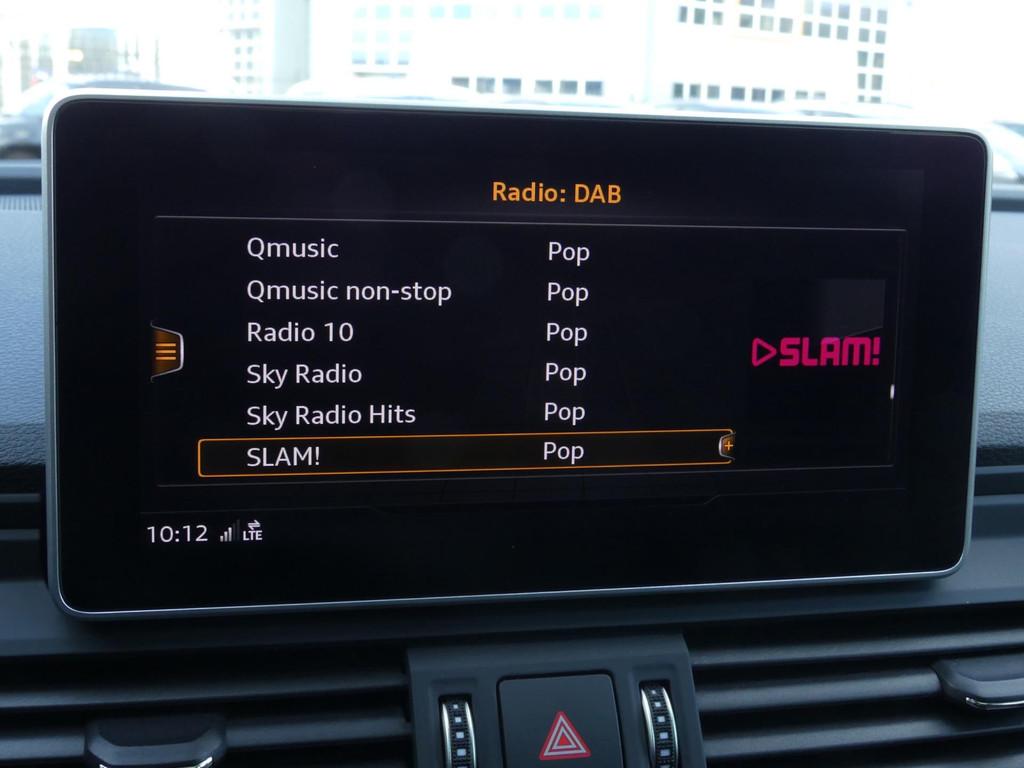 Radio: DAB
Qmusic Pop
Qmusic non-stop Pop
Radio 10 Pop
Sky Radio Pop
SLAM!
Sky Radio Hits Pop
SLAM! Pop
10:12 LTE